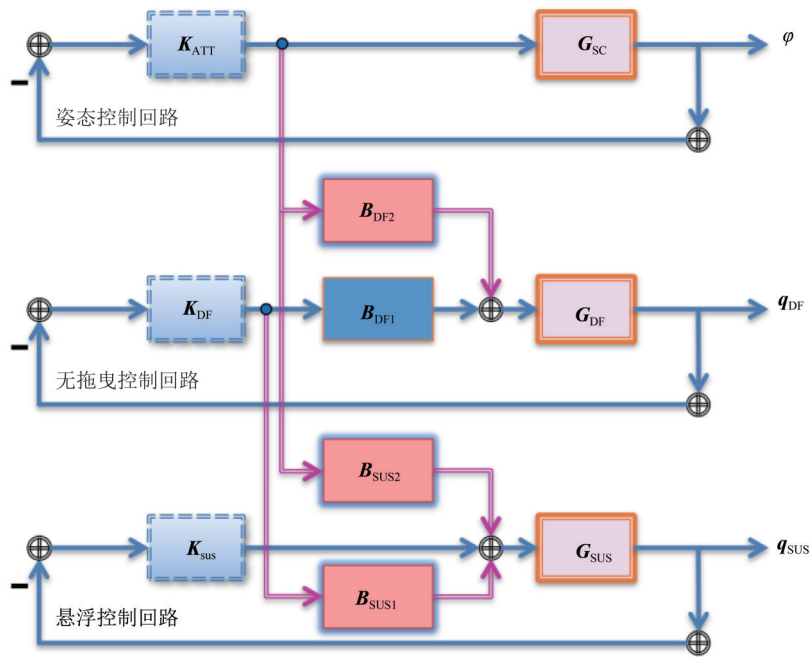 K_ATT
G_SC
φ
姿态控制回路
B_DF2
K_DF
B_DF1
G_DF
q_DF
无拖曳控制回路
B_SUS2
K_sus
G_SUS
q_SUS
B_SUS1
悬浮控制回路